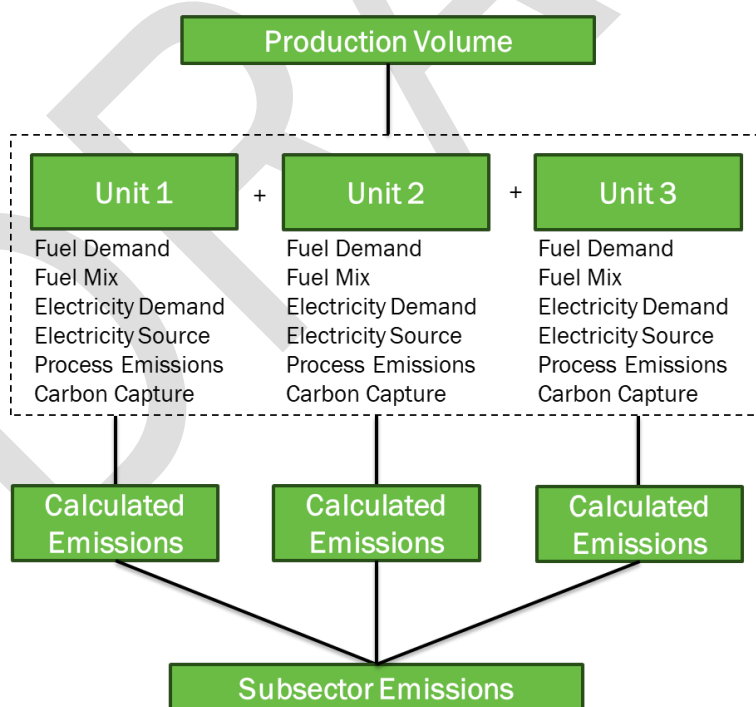 Production Volume
Unit 1 + Unit 2 + Unit 3
Fuel Demand Fuel Demand Fuel Demand
Fuel Mix Fuel Mix Fuel Mix
Electricity Demand Electricity Demand Electricity Demand
Electricity Source Electricity Source Electricity Source
Process Emissions Process Emissions Process Emissions
Carbon Capture Carbon Capture Carbon Capture
Calculated Calculated Calculated
Emissions Emissions Emissions
Subsector Emissions